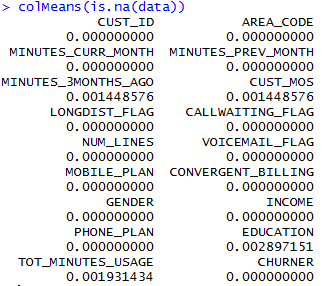 > colMeans(is.na(data))
CUST_ID AREA_CODE
0.000000000 0.000000000
MINUTES_CURR_MONTH MINUTES_PREV_MONTH
0.000000000 0.000000000
MINUTES_3MONTHS_AGO CUST_MOS
0.001448576 0.001448576
LONGDIST_FLAG CALLWAITING_FLAG
0.000000000 0.000000000
NUM_LINES VOICEMAIL_FLAG
0.000000000 0.000000000
MOBILE_PLAN CONVERGENT_BILLING
0.000000000 0.000000000
GENDER INCOME
0.000000000 0.000000000
PHONE_PLAN EDUCATION
0.000000000 0.002897151
TOT_MINUTES_USAGE CHURNER
0.001931434 0.000000000